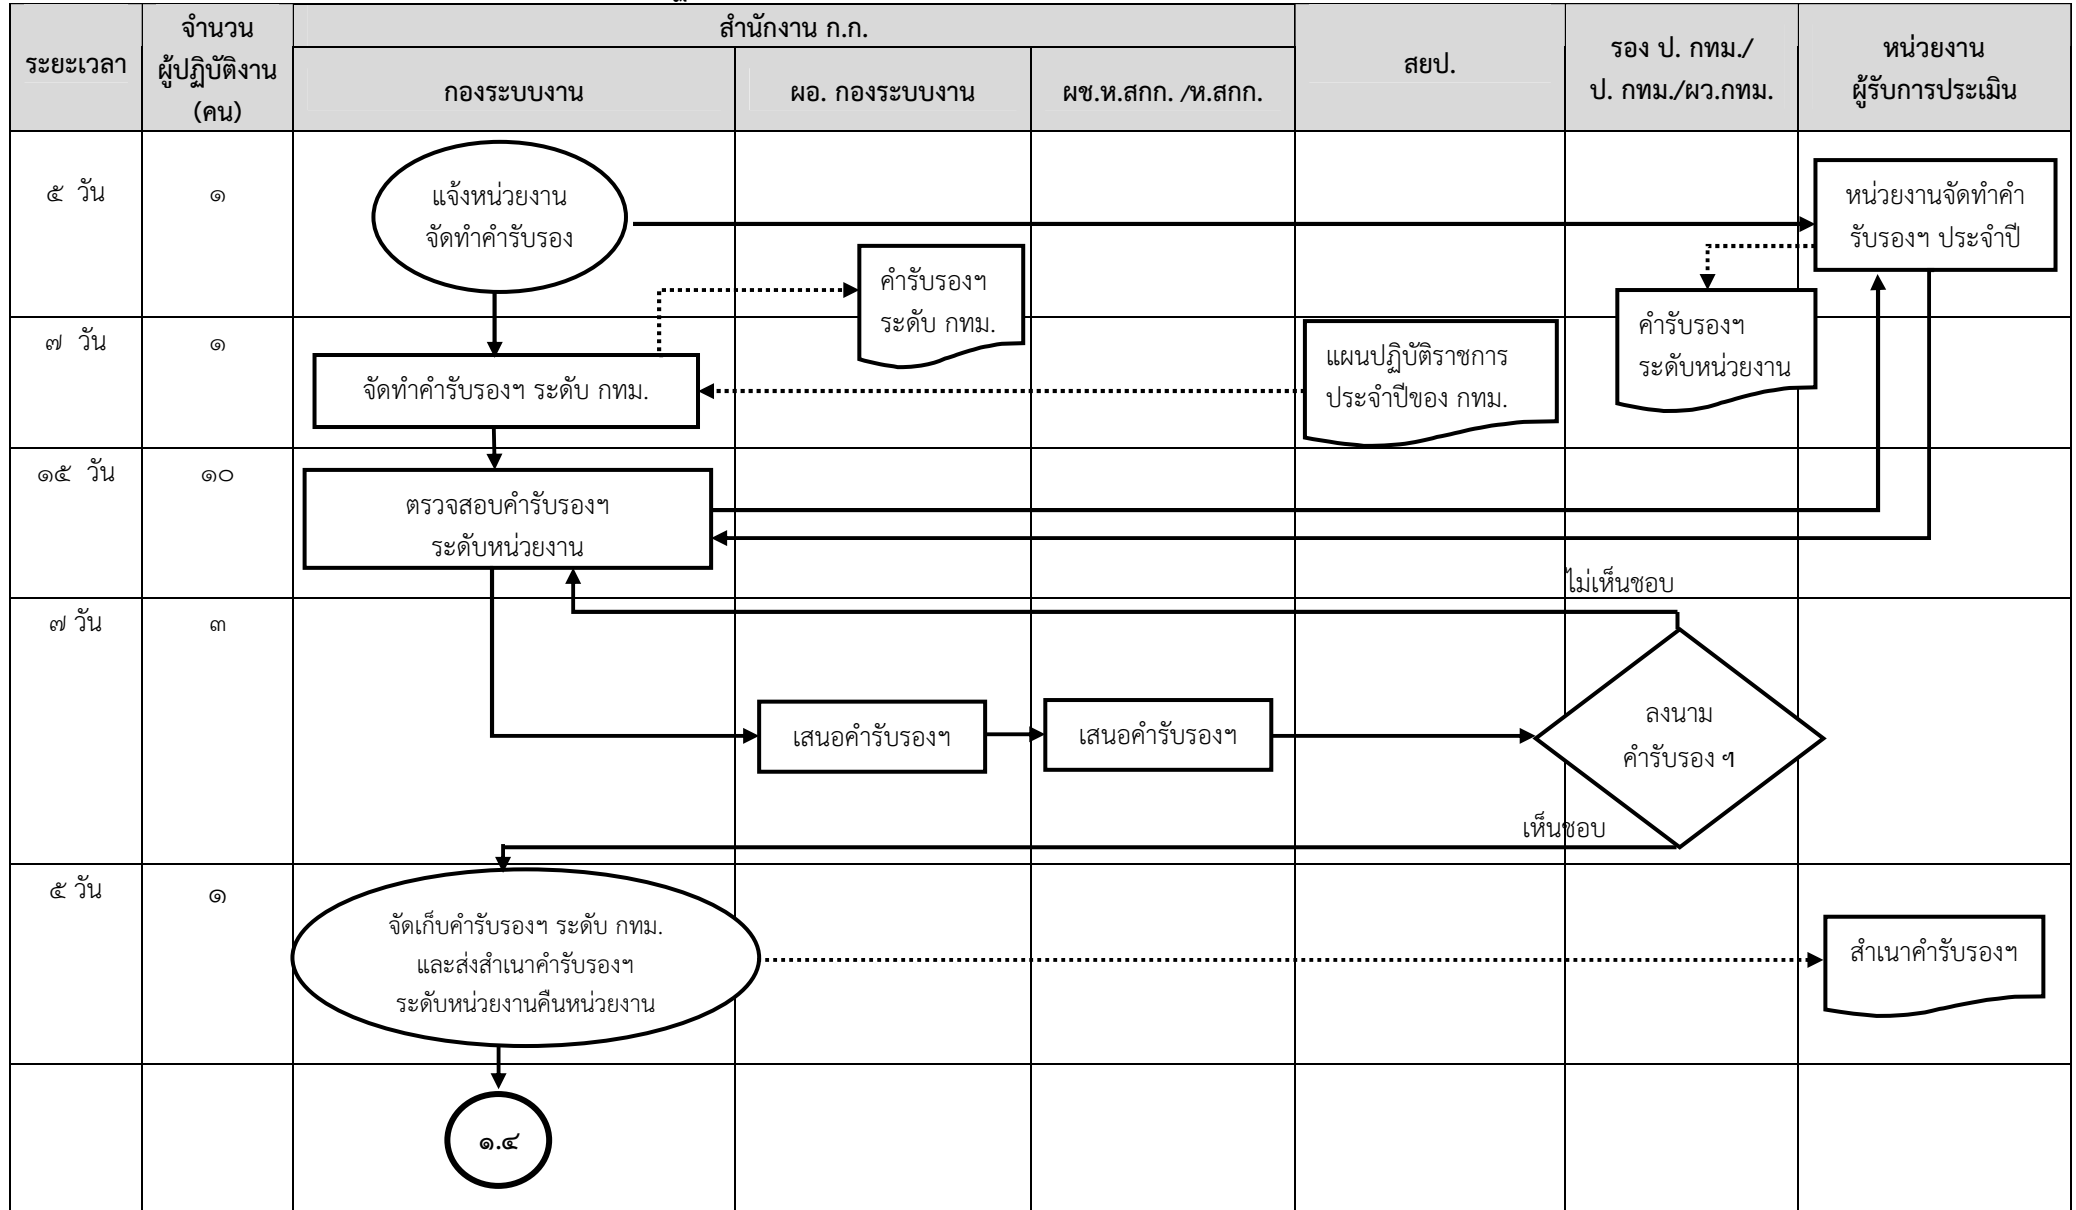 ระยะเวลา
จำนวน
ผู้ปฏิบัติงาน
(คน)
สำนักงาน ก.ก.
กองระบบงาน
ผอ. กองระบบงาน
ผช.ห.สกก. /ห.สกก.
สยป.
รอง ป. กทม./
ป. กทม./ผว.กทม.
หน่วยงาน
ผู้รับการประเมิน
๕ วัน
๑
แจ้งหน่วยงาน
จัดทำคำรับรอง
หน่วยงานจัดทำคำ
รับรองฯ ประจำปี
คำรับรองฯ
ระดับ กทม.
๗ วัน
๑
จัดทำคำรับรองฯ ระดับ กทม.
แผนปฏิบัติราชการ
ประจำปีของ กทม.
คำรับรองฯ
ระดับหน่วยงาน
๑๕ วัน
๑๐
ตรวจสอบคำรับรองฯ
ระดับหน่วยงาน
ไม่เห็นชอบ
๗ วัน
๓
เสนอคำรับรองฯ
เสนอคำรับรองฯ
ลงนาม
คำรับรอง ฯ
เห็นชอบ
๕ วัน
๑
จัดเก็บคำรับรองฯ ระดับ กทม.
และส่งสำเนาคำรับรองฯ
ระดับหน่วยงานคืนหน่วยงาน
สำเนาคำรับรองฯ
๑.๔